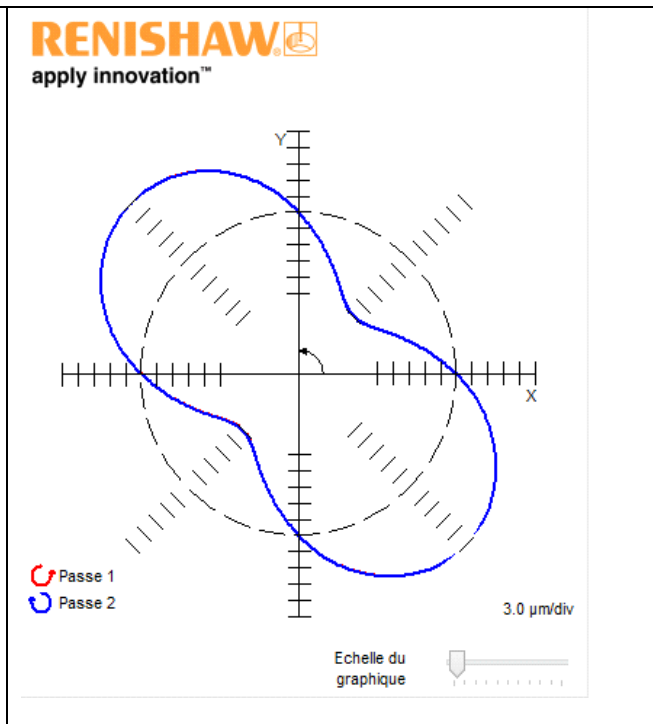 RENISHAW
apply innovation™
Y
X
Passe 1
Passe 2
3.0 µm/div
Echelle du
graphique